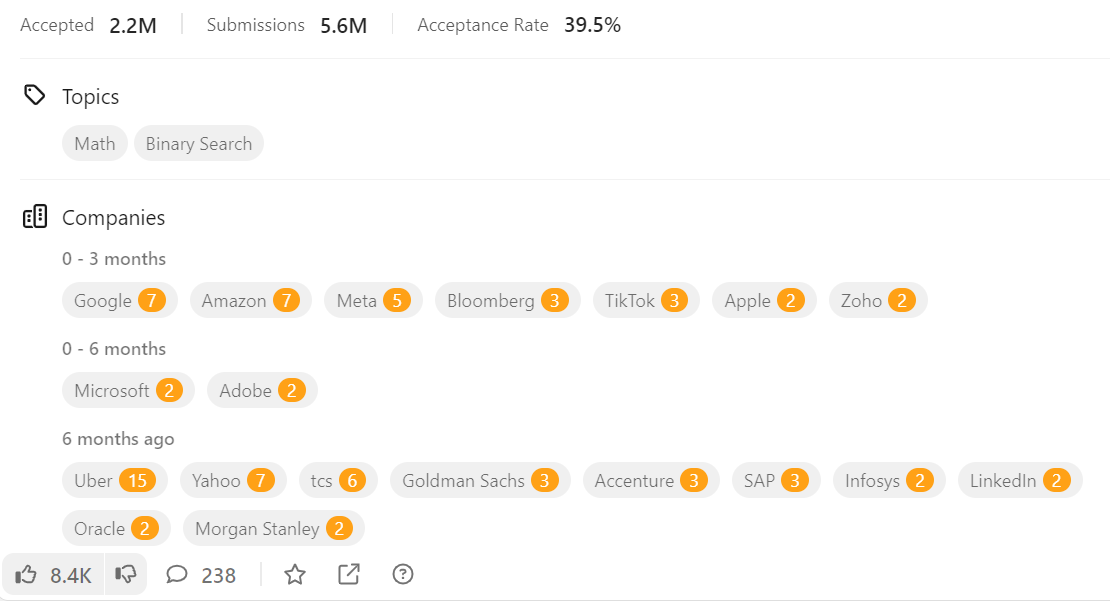 Accepted 2.2M Submissions 5.6M Acceptance Rate 39.5%
Topics
Math Binary Search
Companies
0 - 3 months
Google 7 Amazon 7 Meta 5 Bloomberg 3 TikTok 3 Apple 2 Zoho 2
0 - 6 months
Microsoft 2 Adobe 2
6 months ago
Uber 15 Yahoo 7 tcs 6 Goldman Sachs 3 Accenture 3 SAP 3 Infosys 2 LinkedIn 2
Oracle 2 Morgan Stanley 2
8.4K 238